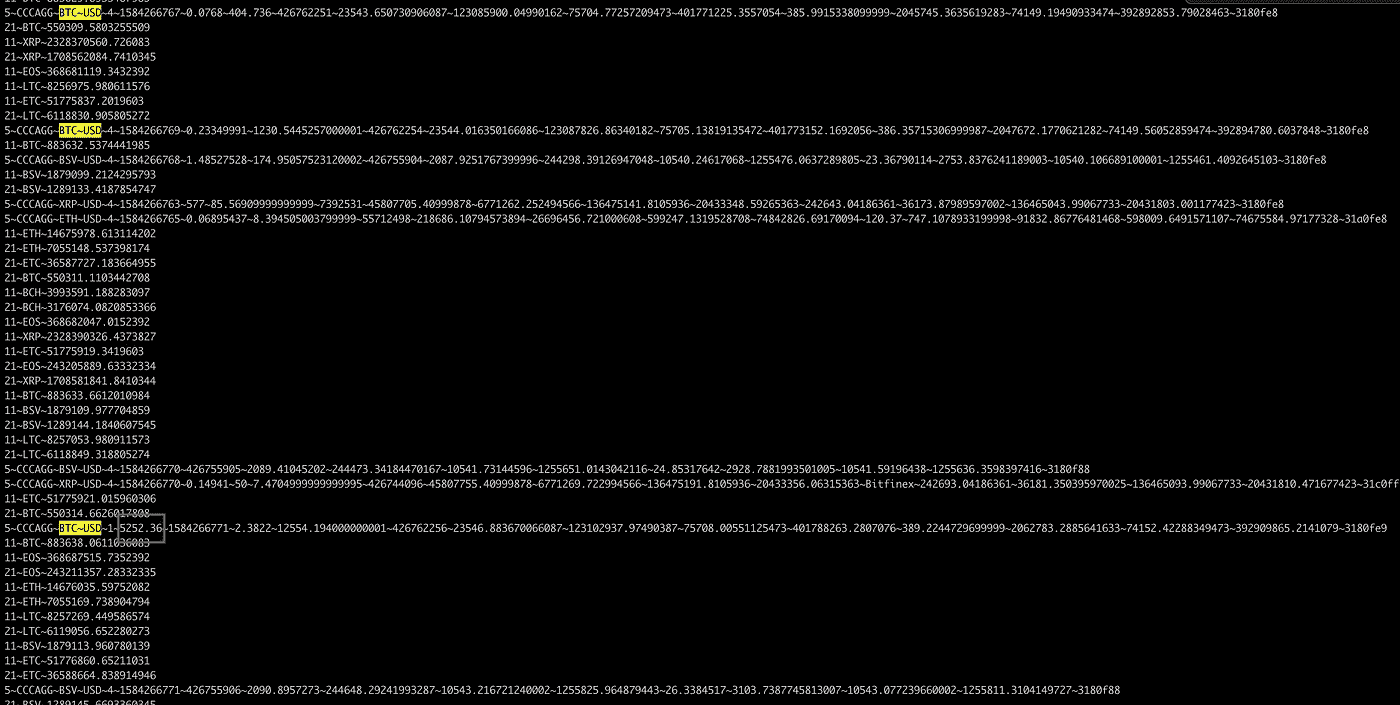 5~CCCAGG~BTC~USD~4~1584266767~0.0768~404.736~426762251~23543.650730906087~123085900.04990162~75704.77257209473~401771225.3557054~385.9915338099999~2045745.3635619283~74149.19490933474~392892853.79028463~3180fe8
21~BTC~550309.5803255509
11~XRP~2328370560.726083
21~XRP~1708562084.7410345
11~EOS~368681119.3432392
11~LTC~8256975.980611576
11~ETC~51775837.2019603
21~LTC~6118830.905805272
5~CCCAGG~BTC~USD~4~1584266769~0.23349991~1230.5445257000001~426762254~23544.016350166086~123087826.86340182~75705.13819135472~401773152.1692056~386.35715306999987~2047672.1770621282~74149.56052859474~392894780.6037848~3180fe8
11~BTC~883632.5374441985
5~CCCAGG~BSV~USD~4~1584266768~1.48527528~174.95057523120002~426755904~2087.9251767399996~244298.39126947048~10540.24617068~1255476.0637289805~23.36790114~2753.8376241189003~10540.106689100001~1255461.4092645103~3180fe8
11~BSV~1879099.2124295793
21~BSV~1289133.4187854747
5~CCCAGG~XRP~USD~4~1584266763~577~85.56909999999999~7392531~45807705.40999878~6771262.252494566~136475141.8105936~20433348.59265363~242643.04186361~36173.87989597002~136465043.99067733~20431803.001177423~3180fe8
5~CCCAGG~ETH~USD~4~1584266765~0.06895437~8.394505003799999~55712498~218686.10794573894~26696456.721000608~599247.1319528708~74842826.69170094~120.37~747.1078933199998~91832.86776481468~598009.6491571107~74675584.97177328~31a0fe8
11~ETH~14675978.613114202
21~ETH~7055148.537398174
21~ETC~36587727.183664955
21~BTC~550311.1103442708
11~BCH~3993591.188283097
21~BCH~3176074.0820853366
11~EOS~368682047.0152392
11~XRP~2328390326.4373827
11~ETC~51775919.3419603
21~EOS~243205889.63332334
21~XRP~1708581841.8410344
11~BTC~883633.6612010984
11~BSV~1879109.977704859
21~BSV~1289144.1840607545
11~LTC~8257053.980911573
21~LTC~6118849.318805274
5~CCCAGG~BSV~USD~4~1584266770~426755905~2089.41045202~244473.34184470167~10541.73144596~1255651.0143042116~24.85317642~2928.7881993501005~10541.59196438~1255636.3598397416~3180f88
5~CCCAGG~XRP~USD~4~1584266770~0.14941~50~7.4704999999999995~426744096~45807755.40999878~6771269.722994566~136475191.8105936~20433356.06315363~Bitfinex~242693.04186361~36181.350395970025~136465093.99067733~20431810.471677423~31c0ff
11~ETC~51775921.015960306
21~BTC~550314.6626017808
5~CCCAGG~BTC~USD~1~5252.36~1584266771~2.3822~12554.194000000001~426762256~23546.883670066087~123102937.97490387~75708.00551125473~401788263.2807076~389.2244729699999~2062783.2885641633~74152.42288349473~392909865.2141079~3180fe9
11~BTC~883638.0611036083
11~EOS~368687515.7352392
21~EOS~243211357.28332335
11~ETH~14676035.59752082
21~ETH~7055169.738904794
11~LTC~8257269.449586574
21~LTC~6119056.652280273
11~BSV~1879113.960780139
11~ETC~51776860.65211031
21~ETC~36588664.838914946
5~CCCAGG~BSV~USD~4~1584266771~426755906~2090.8957273~244648.29241993287~10543.216721240002~1255825.964879443~26.3384517~3103.7387745813007~10543.077239660002~1255811.3104149727~3180f88